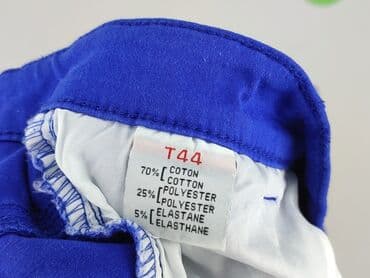 T44
70% [ COTON
COTTON
25% [ POLYESTER
POLYESTER
5% [ ELASTANE
ELASTHANE